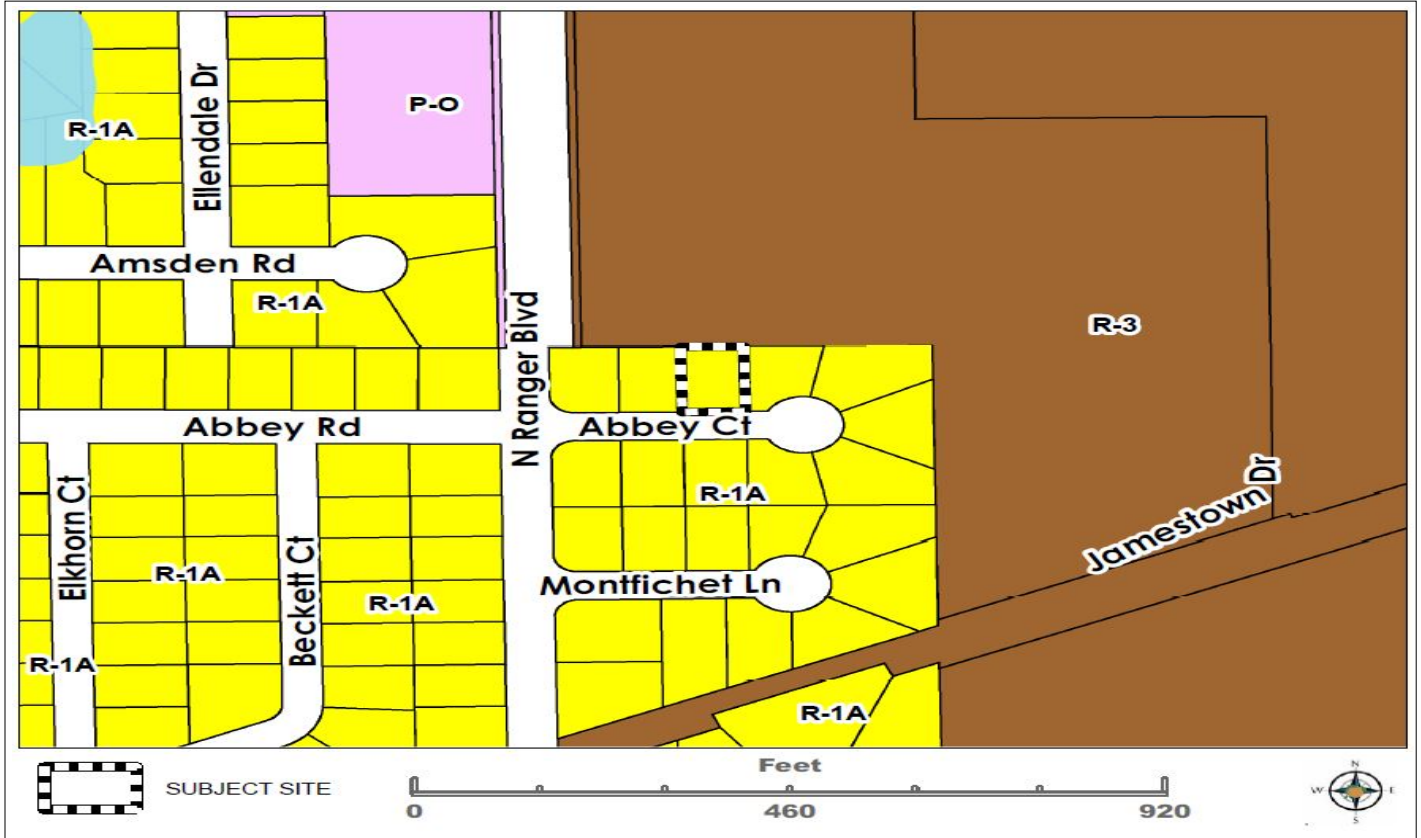 P-O
R-1A
Ellendale Dr
Amsden Rd
R-1A
R-3
N Ranger Blvd
Abbey Rd
Abbey Ct
R-1A
Elkhorn Ct
Jamestown Dr
R-1A
Beckett Ct
R-1A
Montfichet Ln
R-1A
R-1A
SUBJECT SITE
Feet
0
460
920
N
W
E
S